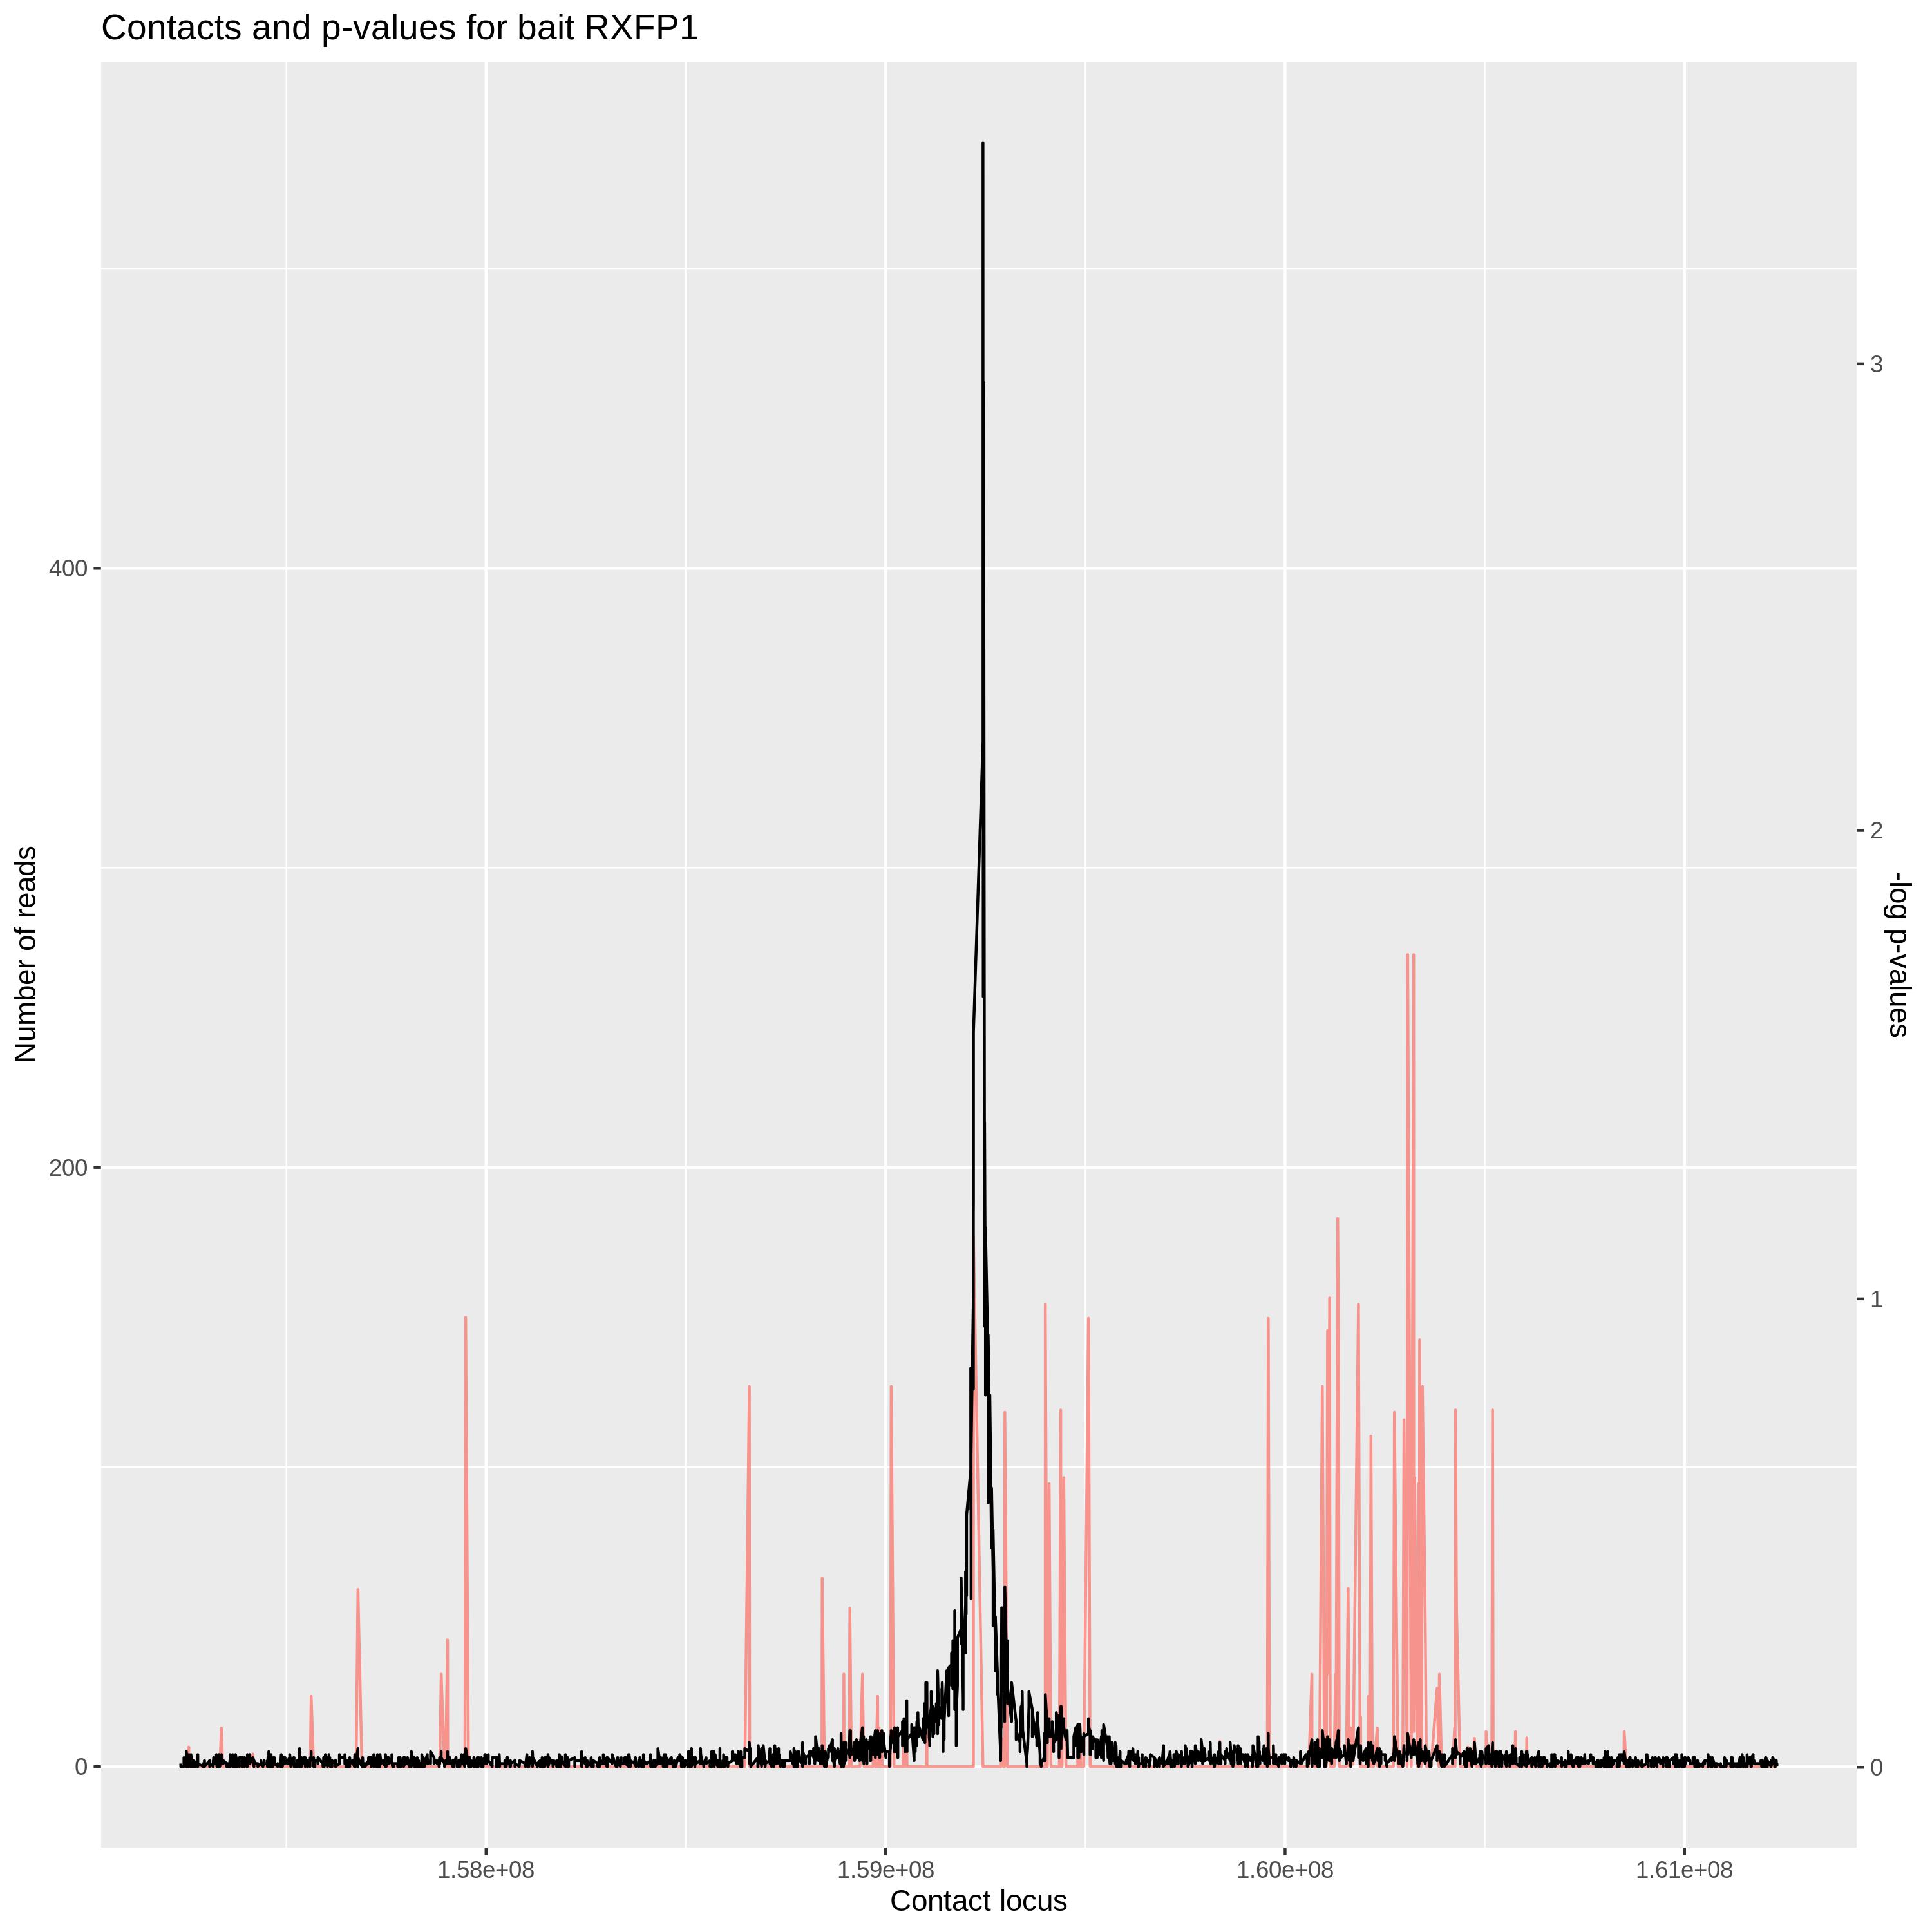 Contacts and p-values for bait RXFP1
400
200
0
Number of reads
3
2
1
0
-log p-values
1.58e+08
1.59e+08
1.60e+08
1.61e+08
Contact locus